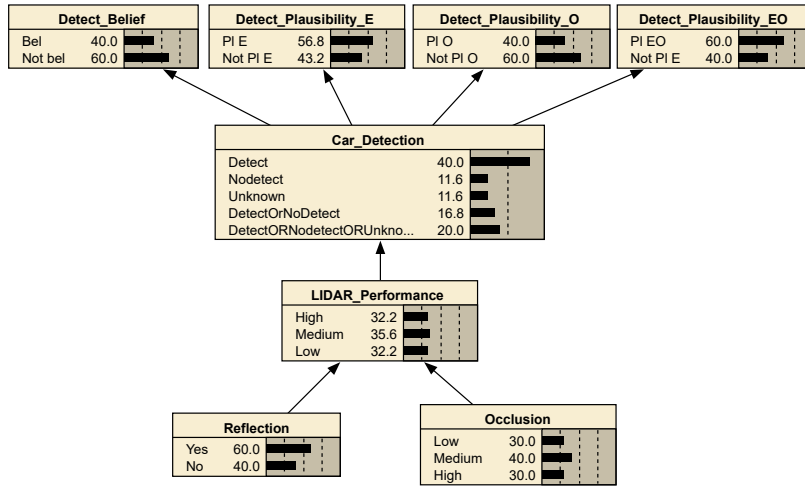 Detect_Belief
Bel 40.0
Not bel 60.0
Detect_Plausibility_E
Pl E 56.8
Not Pl E 43.2
Detect_Plausibility_O
Pl O 40.0
Not Pl O 60.0
Detect_Plausibility_EO
Pl EO 60.0
Not Pl E 40.0
Car_Detection
Detect 40.0
Nodetect 11.6
Unknown 11.6
DetectOrNoDetect 16.8
DetectORNodetectORUnkno... 20.0
LIDAR_Performance
High 32.2
Medium 35.6
Low 32.2
Reflection
Yes 60.0
No 40.0
Occlusion
Low 30.0
Medium 40.0
High 30.0